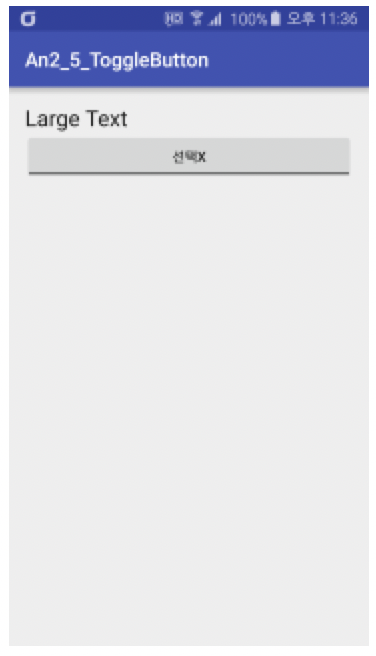 100% 오후 11:36
An2_5_ToggleButton
Large Text
선택X